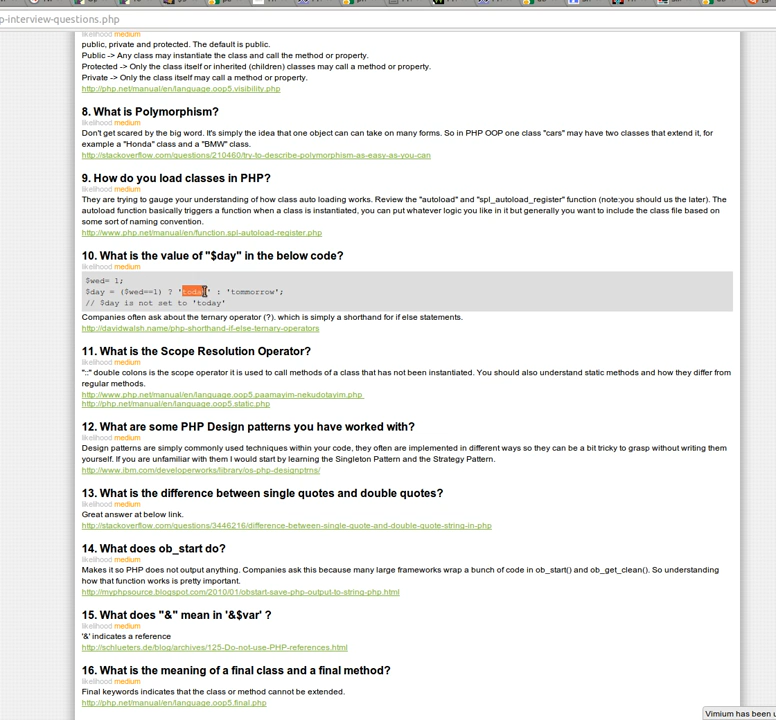 p-interview-questions.php
likelihood medium
public, private and protected. The default is public.
Public -> Any class may instantiate the class and call the method or property.
Protected -> Only the class itself or inherited (children) classes may call a method or property.
Private -> Only the class itself may call a method or property.
http://php.net/manual/en/language.oop5.visibility.php
8. What is Polymorphism?
likelihood medium
Don't get scared by the big word. It's simply the idea that one object can can take on many forms. So in PHP OOP one class "cars" may have two classes that extend it, for
example a "Honda" class and a "BMW" class.
http://stackoverflow.com/questions/210460/try-to-describe-polymorphism-as-easy-as-you-can
9. How do you load classes in PHP?
likelihood medium
They are trying to gauge your understanding of how class auto loading works. Review the "autoload" and "spl_autoload_register" function (note:you should us the later). The
autoload function basically triggers a function when a class is instantiated, you can put whatever logic you like in it but generally you want to include the class file based on
some sort of naming convention.
http://www.php.net/manual/en/function.spl-autoload-register.php
10. What is the value of "$day" in the below code?
likelihood medium
$wed= 1;
$day = ($wed==1) ? 'today' : 'tommorrow';
// $day is not set to 'today'
Companies often ask about the ternary operator (?). which is simply a shorthand for if else statements.
http://davidwalsh.name/php-shorthand-if-else-ternary-operators
11. What is the Scope Resolution Operator?
likelihood medium
"::" double colons is the scope operator it is used to call methods of a class that has not been instantiated. You should also understand static methods and how they differ from
regular methods.
http://www.php.net/manual/en/language.oop5.paamayim-nekudotayim.php
http://php.net/manual/en/language.oop5.static.php
12. What are some PHP Design patterns you have worked with?
likelihood medium
Design patterns are simply commonly used techniques within your code, they often are implemented in different ways so they can be a bit tricky to grasp without writing them
yourself. If you are unfamiliar with them I would start by learning the Singleton Pattern and the Strategy Pattern.
http://www.ibm.com/developerworks/library/os-php-designptrns/
13. What is the difference between single quotes and double quotes?
likelihood medium
Great answer at below link.
http://stackoverflow.com/questions/3446216/difference-between-single-quote-and-double-quote-string-in-php
14. What does ob_start do?
likelihood medium
Makes it so PHP does not output anything. Companies ask this because many large frameworks wrap a bunch of code in ob_start() and ob_get_clean(). So understanding
how that function works is pretty important.
http://myphpsource.blogspot.com/2010/01/obstart-save-php-output-to-string-php.html
15. What does "&" mean in '&$var' ?
likelihood medium
'&' indicates a reference
http://schlueters.de/blog/archives/125-Do-not-use-PHP-references.html
16. What is the meaning of a final class and a final method?
likelihood medium
Final keywords indicates that the class or method cannot be extended.
http://php.net/manual/en/language.oop5.final.php
Vimium has been u